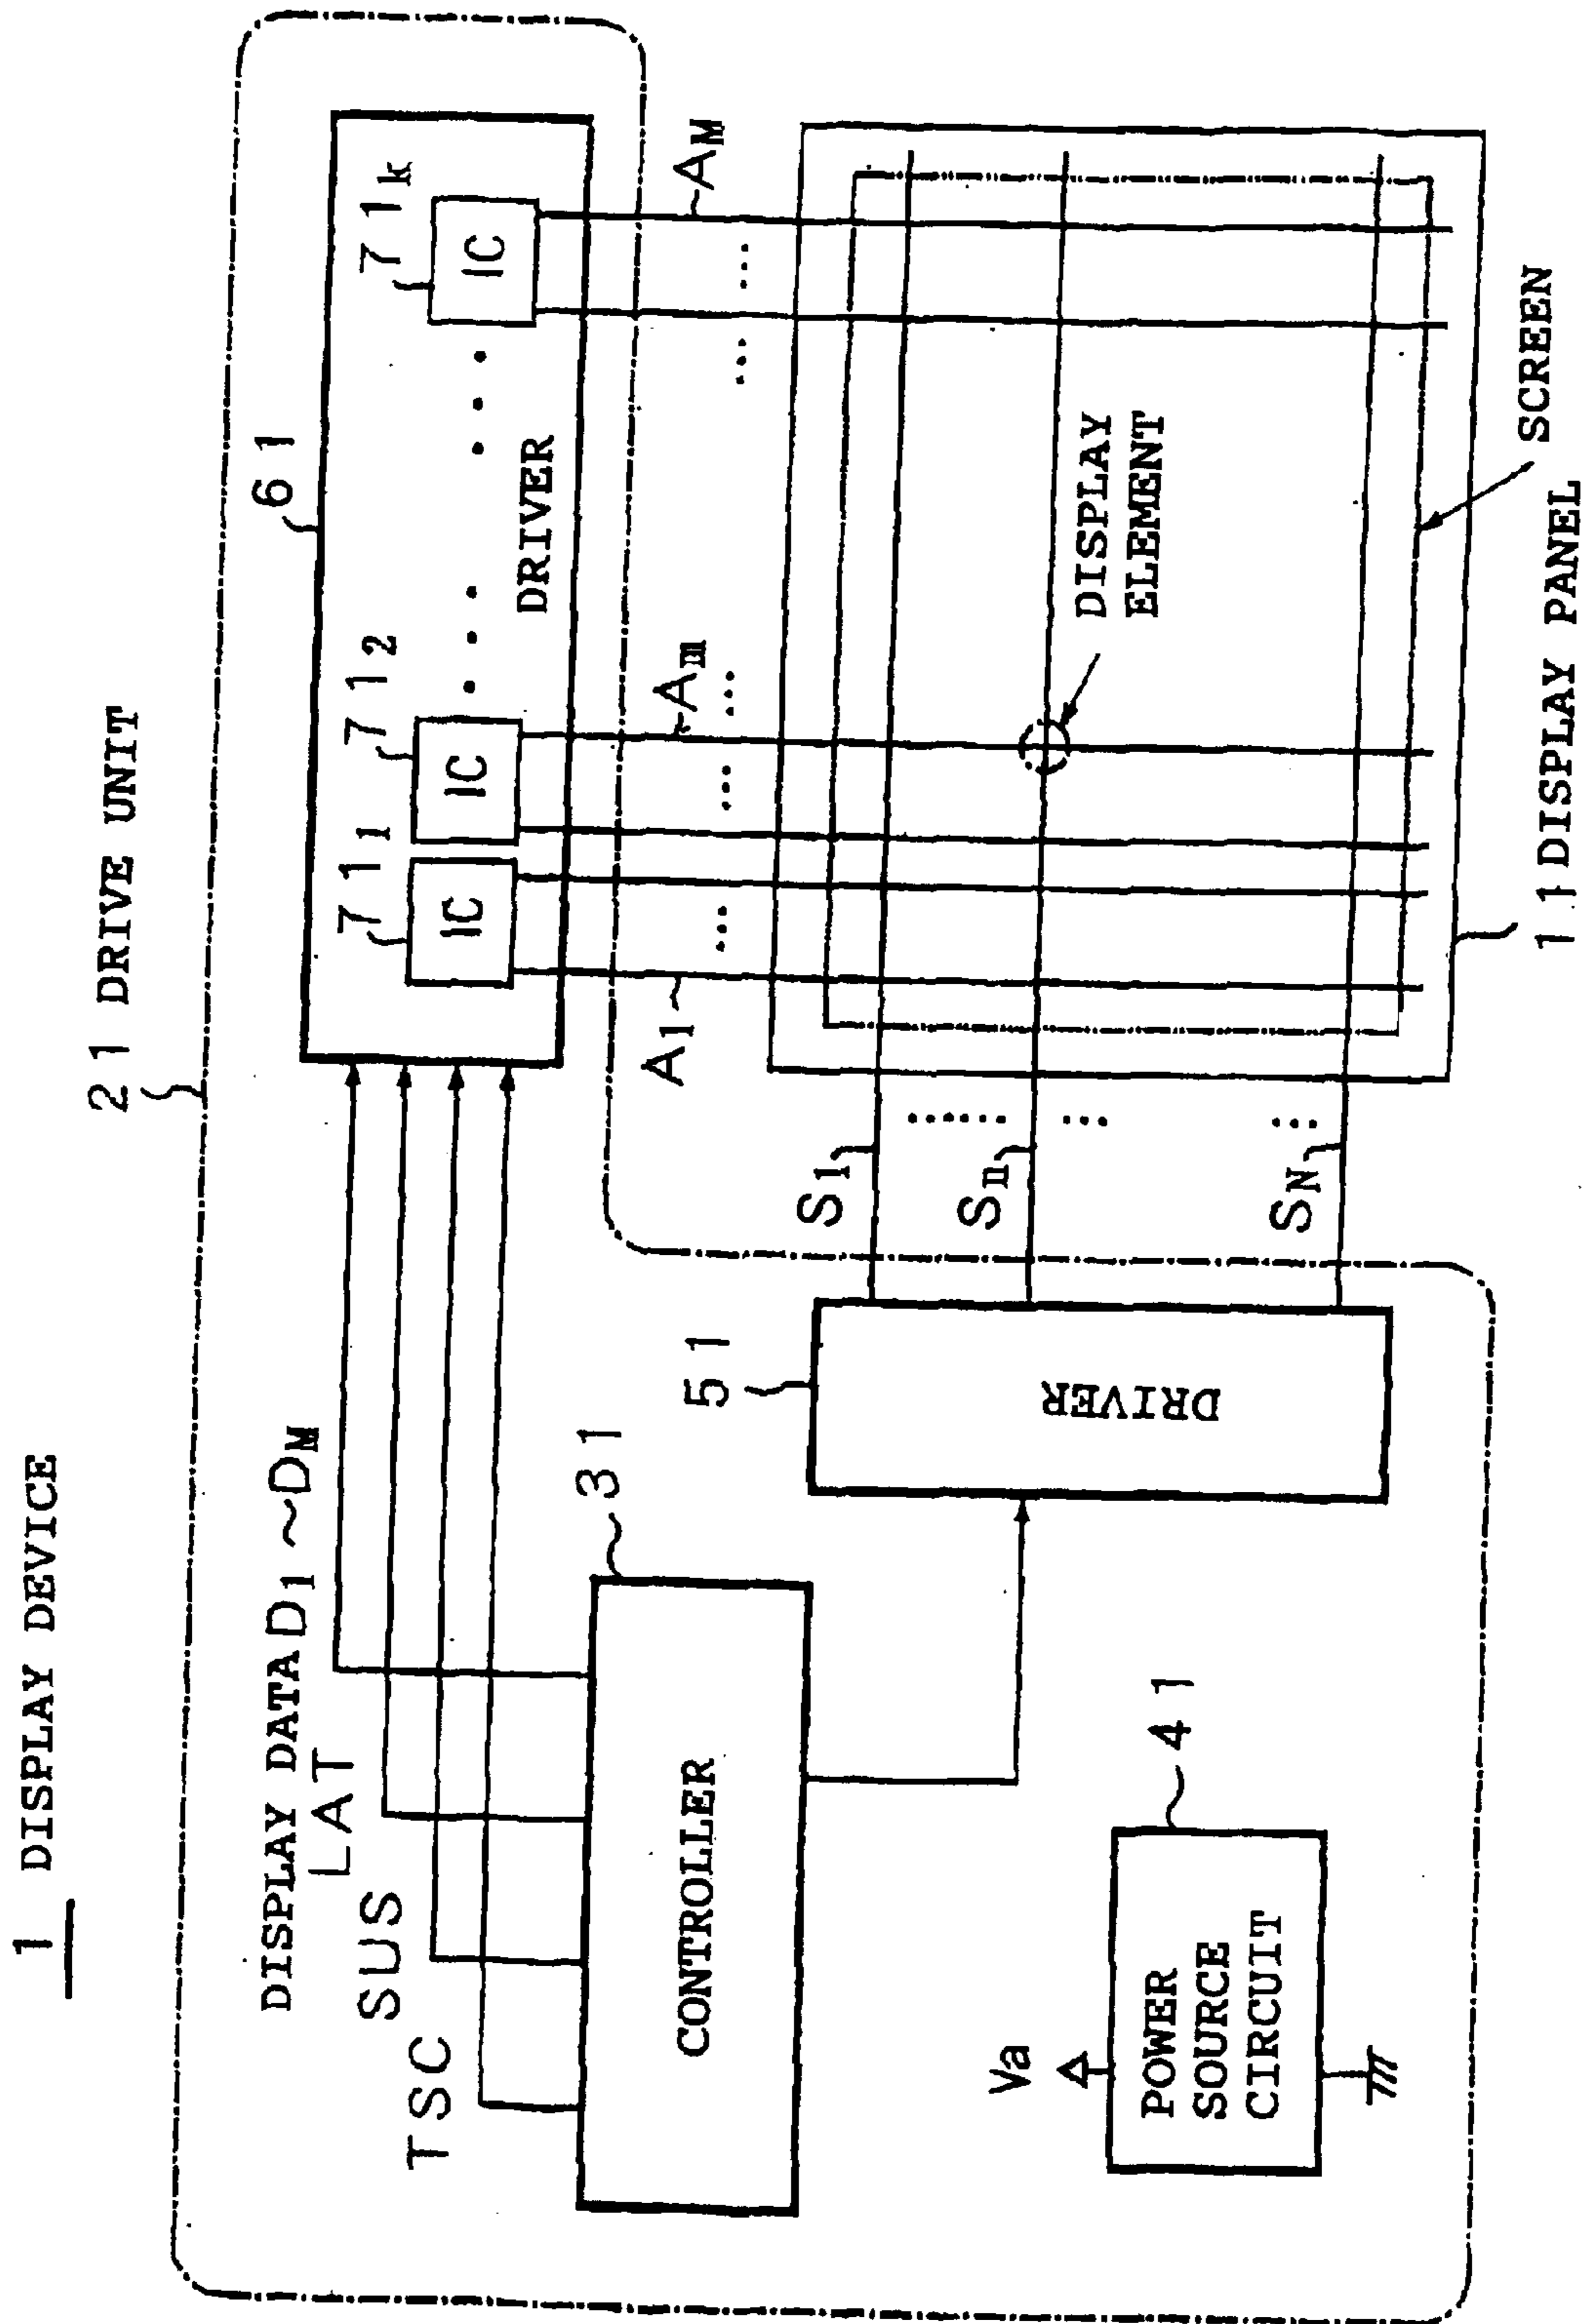 1 DISPLAY DEVICE
21 DRIVE UNIT
DISPLAY DATA D1 ~DM
LAT
SUS
TSC
61
711
712
71k
IC
IC
IC
DRIVER
31
CONTROLLER
A1
Am
AM
51
DRIVER
S1
Sn
SN
DISPLAY
ELEMENT
Va
41
POWER
SOURCE
CIRCUIT
SCREEN
11 DISPLAY PANEL